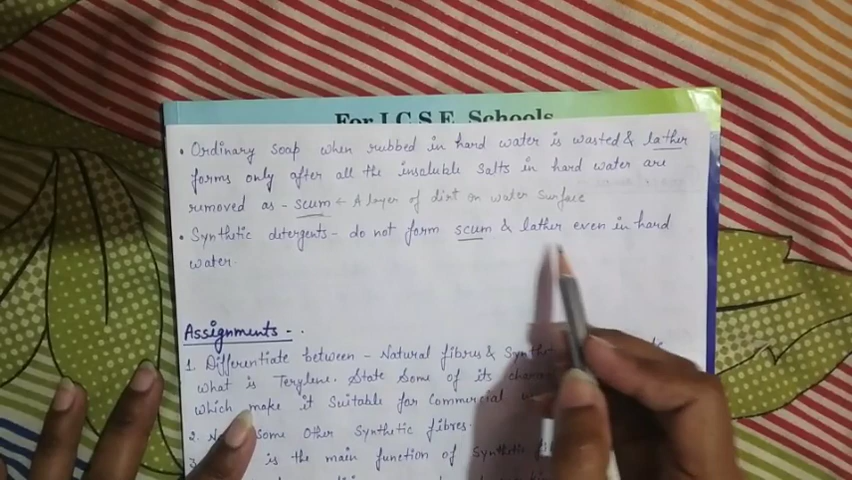 For I.C.S.E. Schools
• Ordinary soap when rubbed in hard water is wasted & lather
forms only after all the insoluble salts in hard water are
removed as - scum ← A layer of dirt on water surface
• Synthetic detergents - do not form scum & lather even in hard
water.
Assignments -.
1. Differentiate between - Natural fibres &
what is Terylene. State Some of its
which make it Suitable for Commercial
2. Some Other Synthetic fibres.
3 is the main function of Synthetic